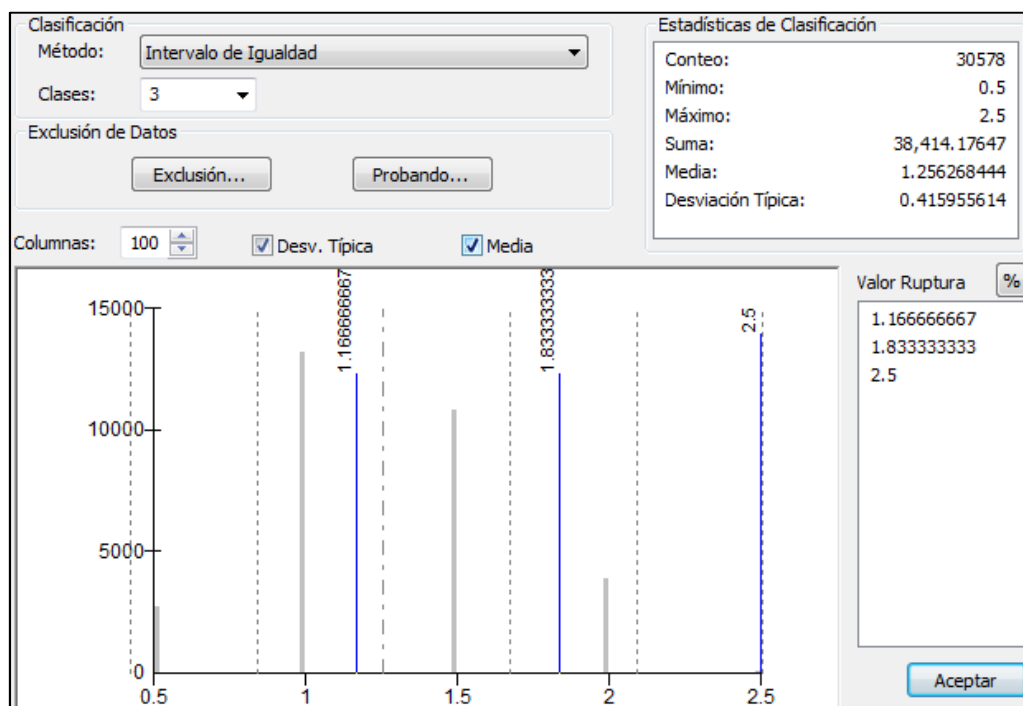 Clasificación
Método: Intervalo de Igualdad
Clases: 3
Exclusión de Datos
Exclusión... Probando...
Estadísticas de Clasificación
Conteo: 30578
Mínimo: 0.5
Máximo: 2.5
Suma: 38,414.17647
Media: 1.256268444
Desviación Típica: 0.415955614
Columnas: 100 Desv. Típica Media
1.166666667
1.833333333
2.5
15000
10000
5000
0
0.5 1 1.5 2 2.5
Valor Ruptura %
1.166666667
1.833333333
2.5
Aceptar